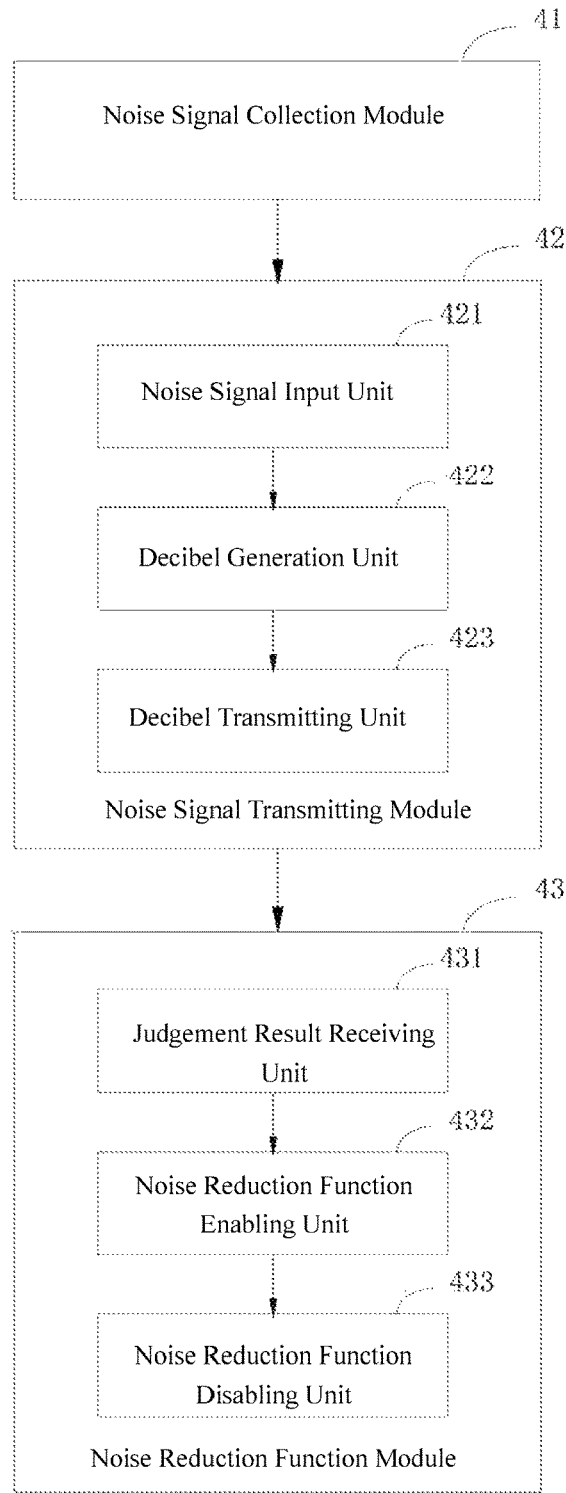 41
Noise Signal Collection Module
42
421
Noise Signal Input Unit
422
Decibel Generation Unit
423
Decibel Transmitting Unit
Noise Signal Transmitting Module
43
431
Judgement Result Receiving
Unit
432
Noise Reduction Function
Enabling Unit
433
Noise Reduction Function
Disabling Unit
Noise Reduction Function Module